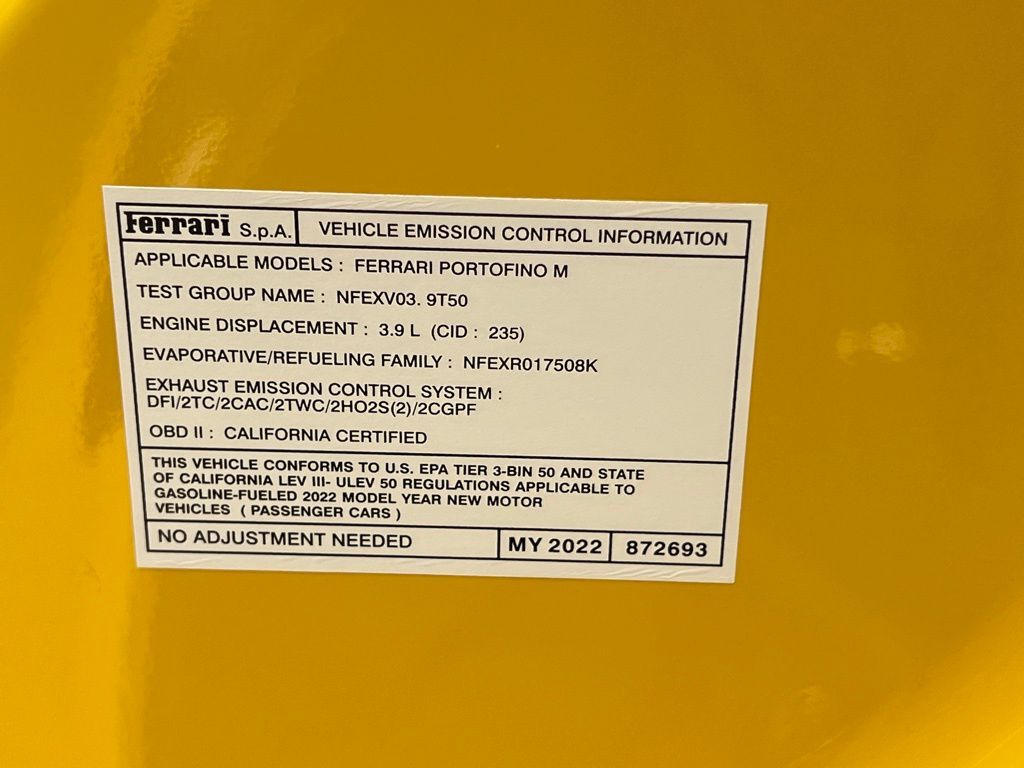 Ferrari S.p.A. VEHICLE EMISSION CONTROL INFORMATION
APPLICABLE MODELS : FERRARI PORTOFINO M
TEST GROUP NAME : NFEXV03. 9T50
ENGINE DISPLACEMENT : 3.9 L (CID : 235)
EVAPORATIVE/REFUELING FAMILY : NFEXR017508K
EXHAUST EMISSION CONTROL SYSTEM :
DFI/2TC/2CAC/2TWC/2HO2S(2)/2CGPF
OBD II : CALIFORNIA CERTIFIED
THIS VEHICLE CONFORMS TO U.S. EPA TIER 3-BIN 50 AND STATE
OF CALIFORNIA LEV III- ULEV 50 REGULATIONS APPLICABLE TO
GASOLINE-FUELED 2022 MODEL YEAR NEW MOTOR
VEHICLES ( PASSENGER CARS )
NO ADJUSTMENT NEEDED MY 2022 872693